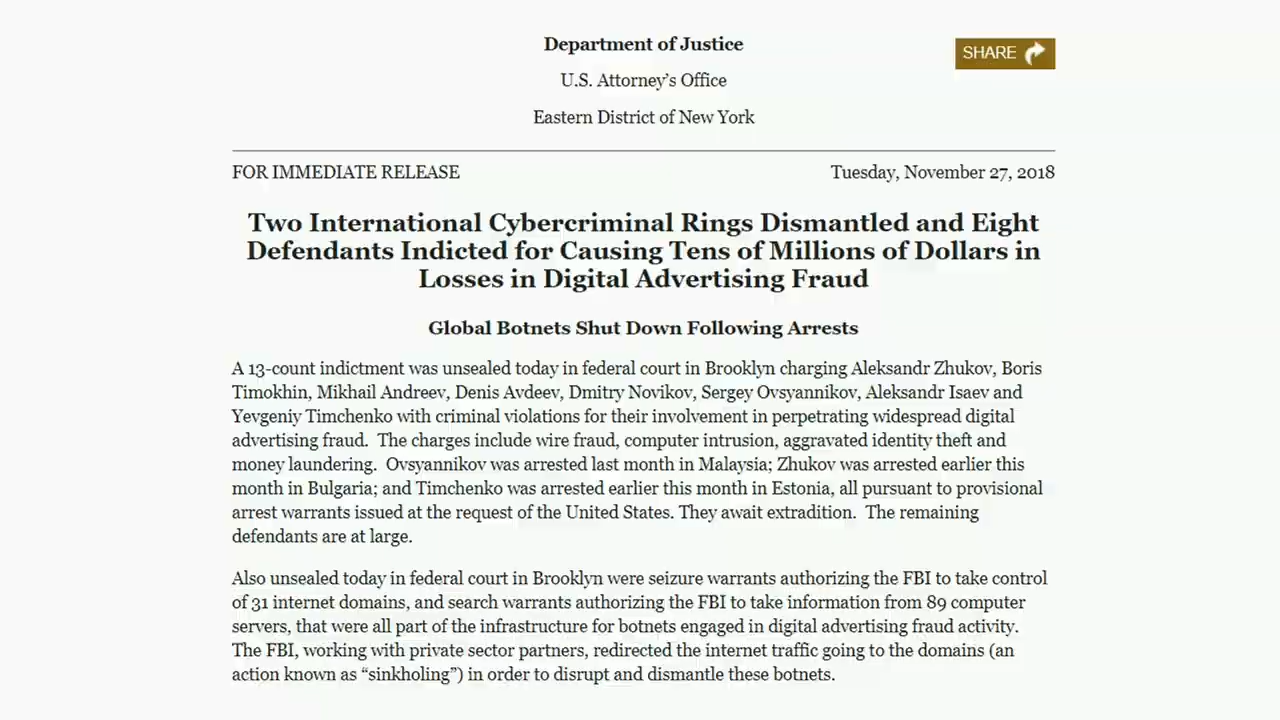 Department of Justice
SHARE
U.S. Attorney’s Office
Eastern District of New York
FOR IMMEDIATE RELEASE
Tuesday, November 27, 2018
Two International Cybercriminal Rings Dismantled and Eight
Defendants Indicted for Causing Tens of Millions of Dollars in
Losses in Digital Advertising Fraud
Global Botnets Shut Down Following Arrests
A 13-count indictment was unsealed today in federal court in Brooklyn charging Aleksandr Zhukov, Boris
Timokhin, Mikhail Andreev, Denis Avdeev, Dmitry Novikov, Sergey Ovsyannikov, Aleksandr Isaev and
Yevgeniy Timchenko with criminal violations for their involvement in perpetrating widespread digital
advertising fraud.  The charges include wire fraud, computer intrusion, aggravated identity theft and
money laundering.  Ovsyannikov was arrested last month in Malaysia; Zhukov was arrested earlier this
month in Bulgaria; and Timchenko was arrested earlier this month in Estonia, all pursuant to provisional
arrest warrants issued at the request of the United States. They await extradition.  The remaining
defendants are at large.
Also unsealed today in federal court in Brooklyn were seizure warrants authorizing the FBI to take control
of 31 internet domains, and search warrants authorizing the FBI to take information from 89 computer
servers, that were all part of the infrastructure for botnets engaged in digital advertising fraud activity.
The FBI, working with private sector partners, redirected the internet traffic going to the domains (an
action known as “sinkholing”) in order to disrupt and dismantle these botnets.